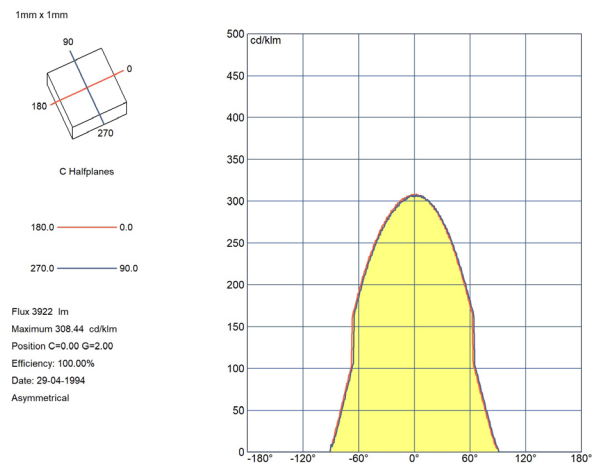 1mm x 1mm
90
0
180
270
C Halfplanes
180.0 0.0
270.0 90.0
Flux 3922 lm
Maximum 308.44 cd/klm
Position C=0.00 G=2.00
Efficiency: 100.00%
Date: 29-04-1994
Asymmetrical
500
cd/klm
450
400
350
300
250
200
150
100
50
0
-180° -120° -60° 0° 60° 120° 180°